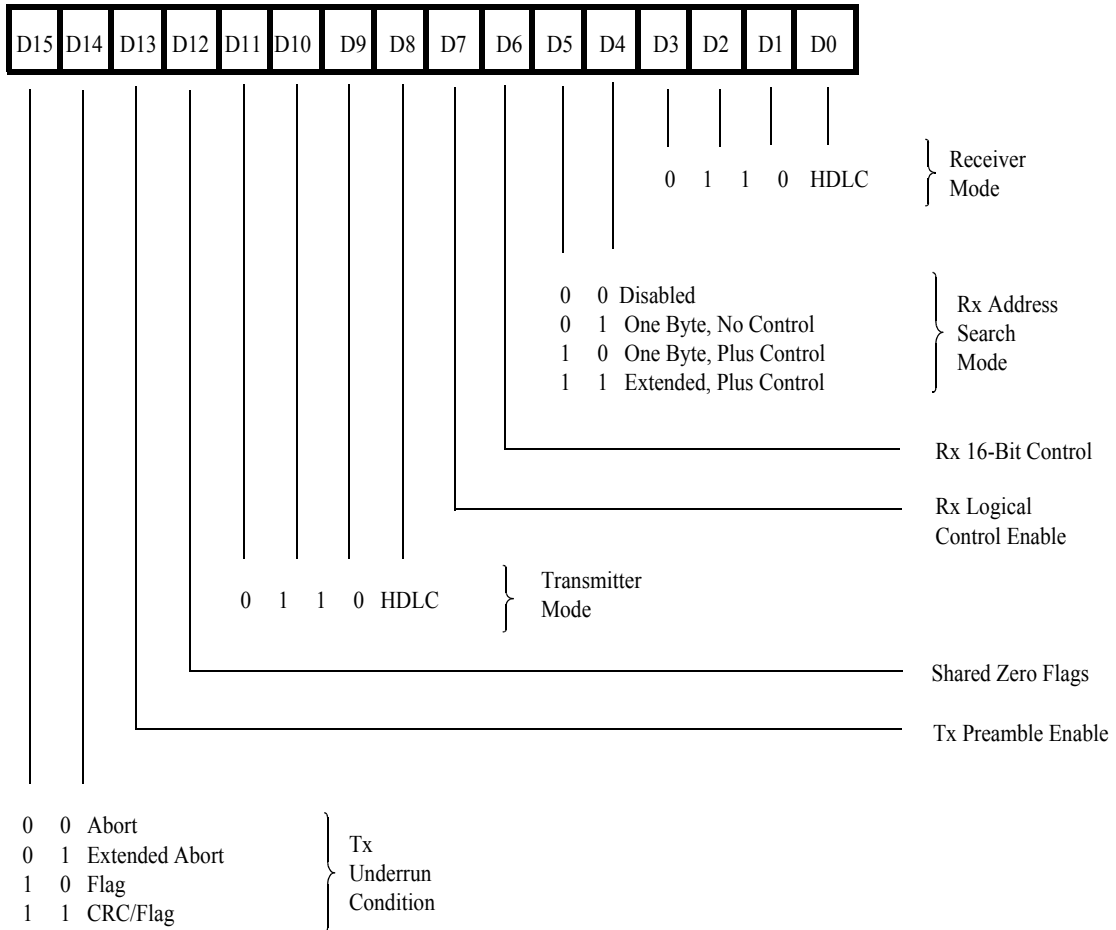 D15 D14 D13 D12 D11 D10 D9 D8 D7 D6 D5 D4 D3 D2 D1 D0
0 1 1 0 HDLC
Receiver
Mode
0 0 Disabled
0 1 One Byte, No Control
1 0 One Byte, Plus Control
1 1 Extended, Plus Control
Rx Address
Search
Mode
Rx 16-Bit Control
Rx Logical
Control Enable
0 1 1 0 HDLC
Transmitter
Mode
Shared Zero Flags
Tx Preamble Enable
0 0 Abort
0 1 Extended Abort
1 0 Flag
1 1 CRC/Flag
Tx
Underrun
Condition